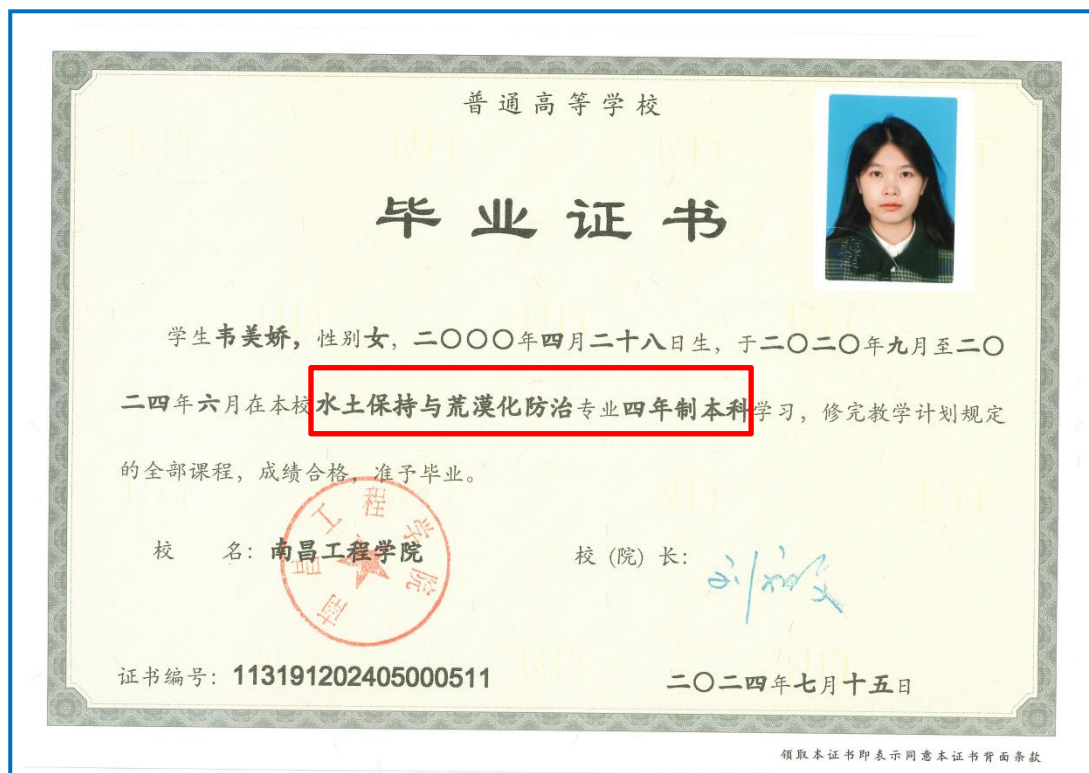 普通高等学校
毕业证书
学生韦美娇，性别女，二〇〇〇年四月二十八日生，于二〇二〇年九月至二〇
二四年六月在本校水土保持与荒漠化防治专业四年制本科学习，修完教学计划规定
的全部课程，成绩合格，准予毕业。
南昌工程学院
校 名：南昌工程学院
校（院）长：
证书编号：113191202405000511
二〇二四年七月十五日
领取本证书即表示同意本证书背面条款